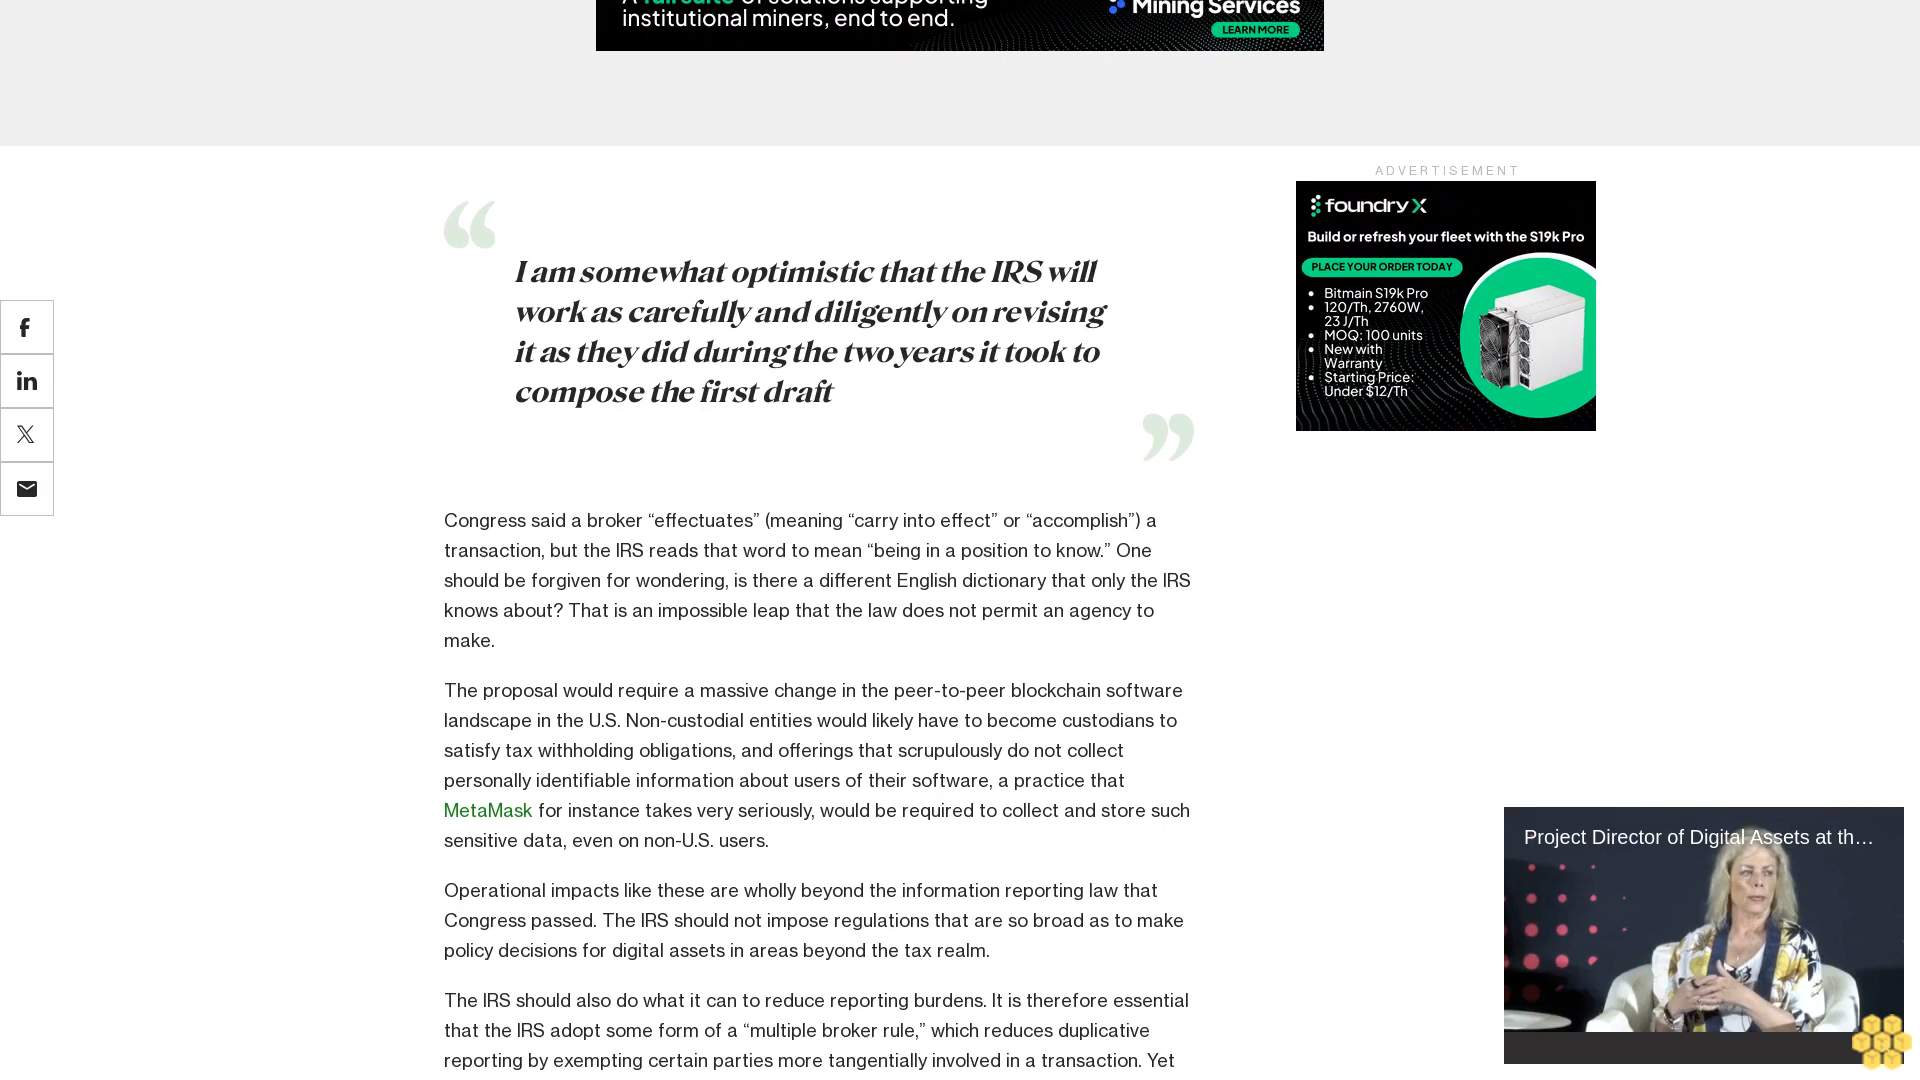 institutional miners, end to end.
Mining Services
LEARN MORE
ADVERTISEMENT
foundry X
Build or refresh your fleet with the S19k Pro
PLACE YOUR ORDER TODAY
• Bitmain S19k Pro
• 120/Th, 2760W,
23 J/Th
• MOQ: 100 units
• New with
Warranty
• Starting Price:
Under $12/Th
“
I am somewhat optimistic that the IRS will
work as carefully and diligently on revising
it as they did during the two years it took to
compose the first draft
”
Congress said a broker “effectuates” (meaning “carry into effect” or “accomplish”) a
transaction, but the IRS reads that word to mean “being in a position to know.” One
should be forgiven for wondering, is there a different English dictionary that only the IRS
knows about? That is an impossible leap that the law does not permit an agency to
make.
The proposal would require a massive change in the peer-to-peer blockchain software
landscape in the U.S. Non-custodial entities would likely have to become custodians to
satisfy tax withholding obligations, and offerings that scrupulously do not collect
personally identifiable information about users of their software, a practice that
MetaMask for instance takes very seriously, would be required to collect and store such
sensitive data, even on non-U.S. users.
Operational impacts like these are wholly beyond the information reporting law that
Congress passed. The IRS should not impose regulations that are so broad as to make
policy decisions for digital assets in areas beyond the tax realm.
The IRS should also do what it can to reduce reporting burdens. It is therefore essential
that the IRS adopt some form of a “multiple broker rule,” which reduces duplicative
reporting by exempting certain parties more tangentially involved in a transaction. Yet
Project Director of Digital Assets at th…